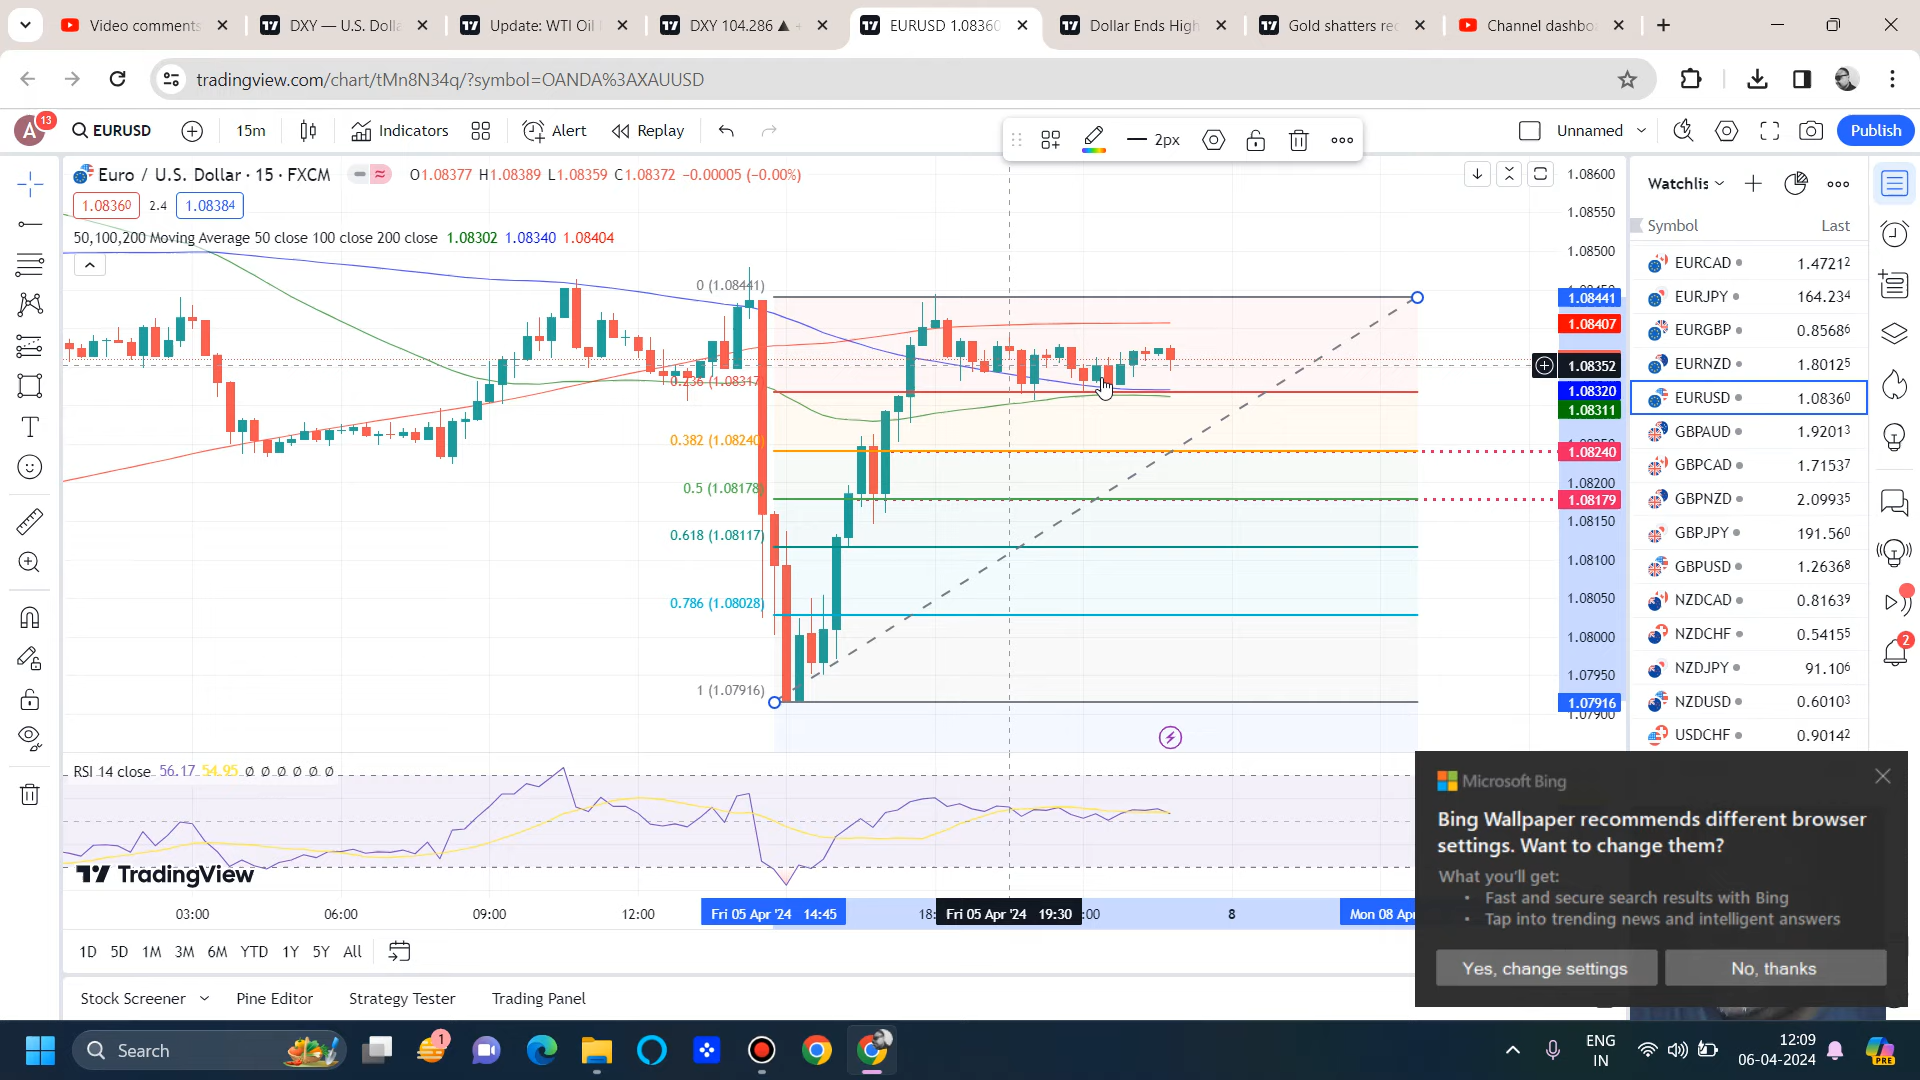 Video comments
DXY — U.S. Dolla
Update: WTI Oil
DXY 104.286 ▲ +
EURUSD 1.08360
Dollar Ends High
Gold shatters rec
Channel dashbo
tradingview.com/chart/tMn8N34q/?symbol=OANDA%3AXAUUSD
A 13 EURUSD 15m Indicators Alert Replay 2px Unnamed Publish
Euro / U.S. Dollar · 15 · FXCM O1.08377 H1.08389 L1.08359 C1.08372 −0.00005 (−0.00%)
1.08360 2.4 1.08384
50,100,200 Moving Average 50 close 100 close 200 close 1.08302 1.08340 1.08404
0 (1.08441)
0.236 (1.08317)
0.382 (1.08240)
0.5 (1.08178)
0.618 (1.08117)
0.786 (1.08028)
1 (1.07916)
1.08600
1.08550
1.08500
1.08441
1.08407
1.08352
1.08320
1.08311
1.08240
1.08200
1.08179
1.08150
1.08100
1.08050
1.08000
1.07950
1.07916
1.07900
RSI 14 close 56.17 54.95 Ø Ø Ø Ø Ø Ø
TradingView
03:00 06:00 09:00 12:00 Fri 05 Apr '24 14:45 18: Fri 05 Apr '24 19:30 :00 8 Mon 08 Apr
1D 5D 1M 3M 6M YTD 1Y 5Y All
Stock Screener Pine Editor Strategy Tester Trading Panel
Watchlis
Symbol Last
EURCAD 1.47212
EURJPY 164.234
EURGBP 0.85686
EURNZD 1.80125
EURUSD 1.08360
GBPAUD 1.92013
GBPCAD 1.71537
GBPNZD 2.09935
GBPJPY 191.560
GBPUSD 1.26368
NZDCAD 0.81639
NZDCHF 0.54155
NZDJPY 91.106
NZDUSD 0.60103
USDCHF 0.90142
2
Microsoft Bing
Bing Wallpaper recommends different browser
settings. Want to change them?
What you'll get:
• Fast and secure search results with Bing
• Tap into trending news and intelligent answers
Yes, change settings No, thanks
Search 1 ENG
IN
12:09
06-04-2024
PRE